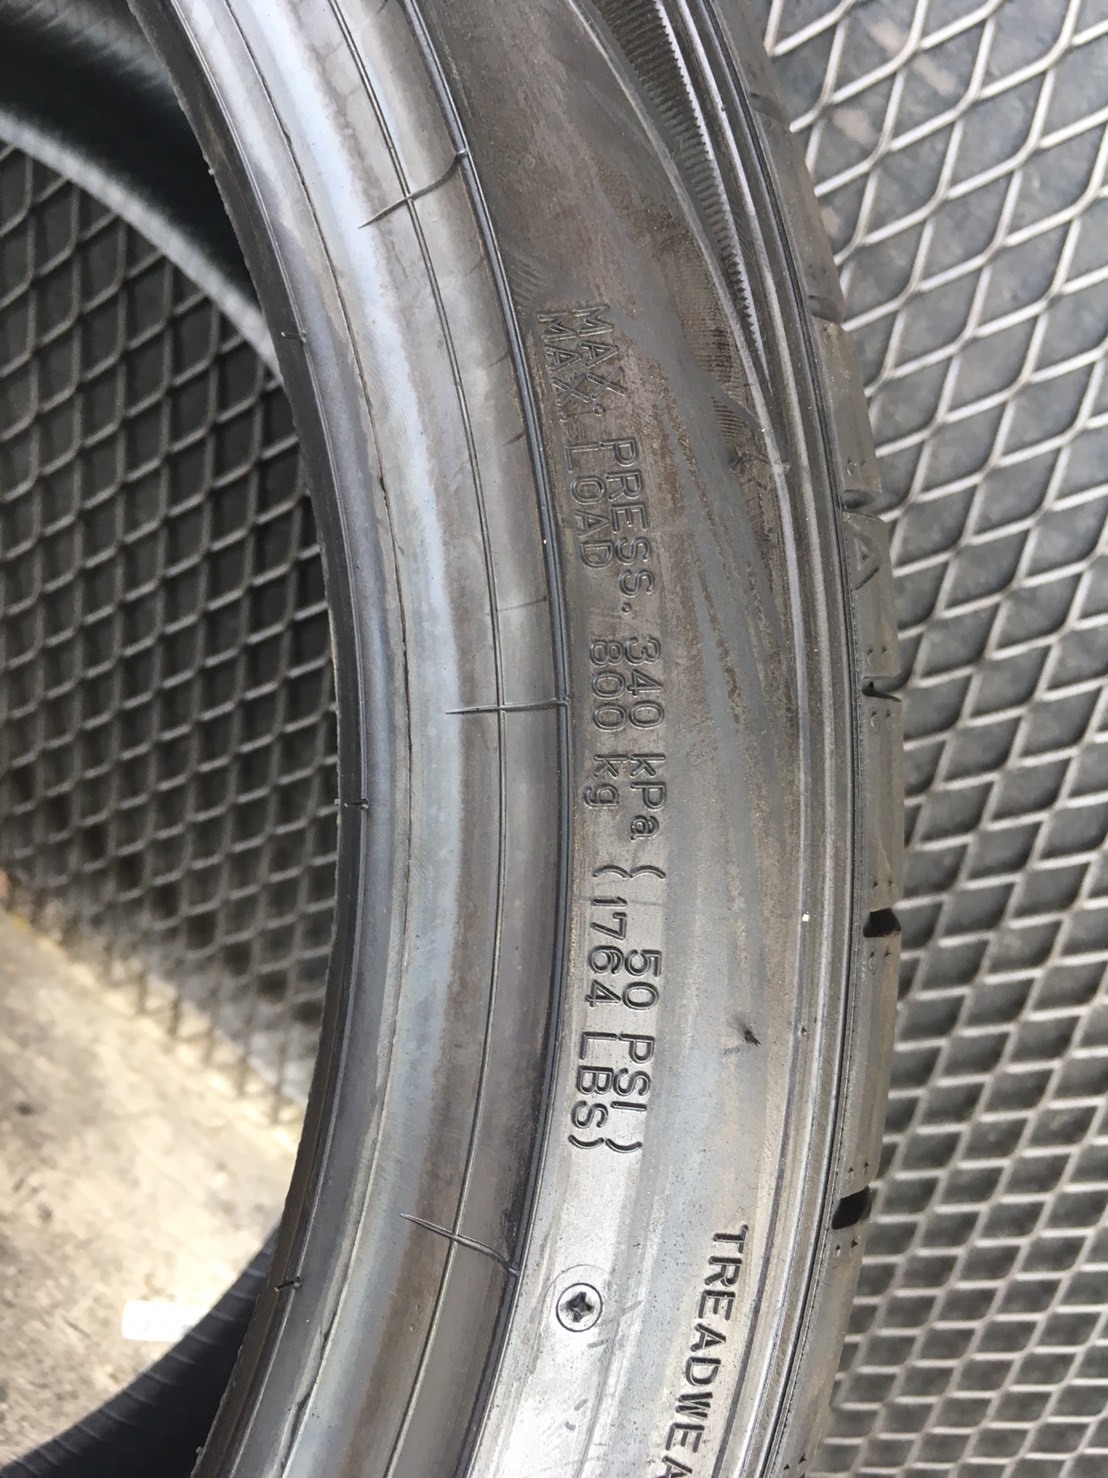 MAX. PRESS. 340 kPa ( 50 PSI )
MAX. LOAD 800 kg ( 1764 LBS )
TREADWEA